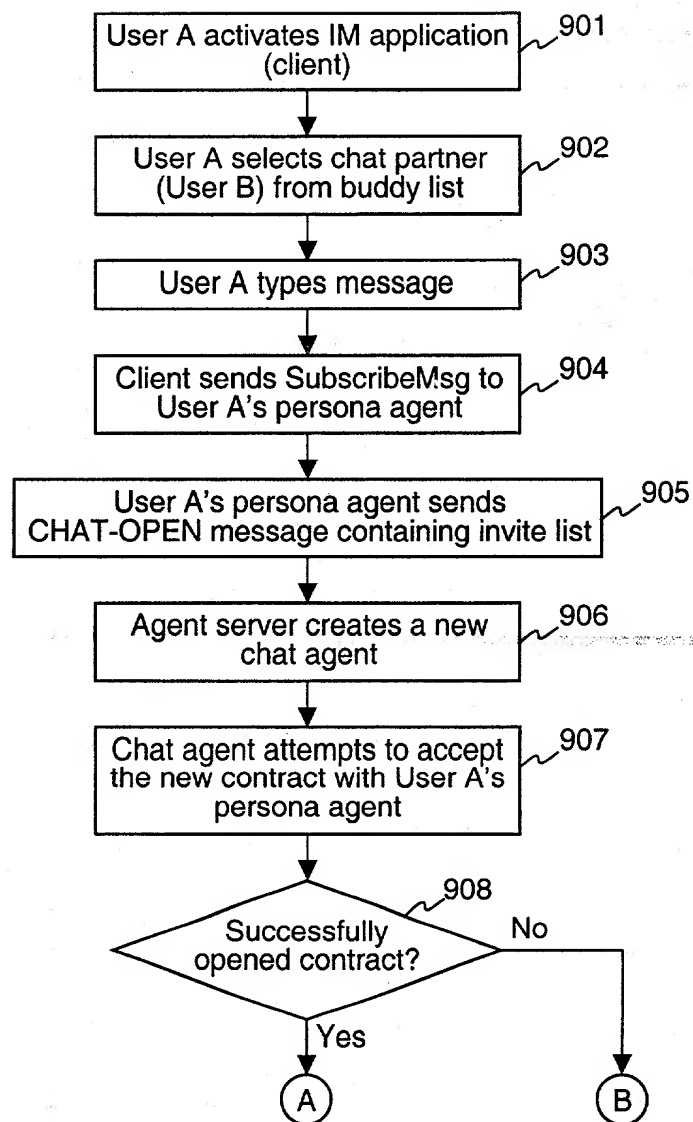 User A activates IM application
(client)
901
User A selects chat partner
(User B) from buddy list
902
User A types message
903
Client sends SubscribeMsg to
User A's persona agent
904
User A's persona agent sends
CHAT-OPEN message containing invite list
905
Agent server creates a new
chat agent
906
Chat agent attempts to accept
the new contract with User A's
persona agent
907
908
Successfully
opened contract?
No
Yes
A
B